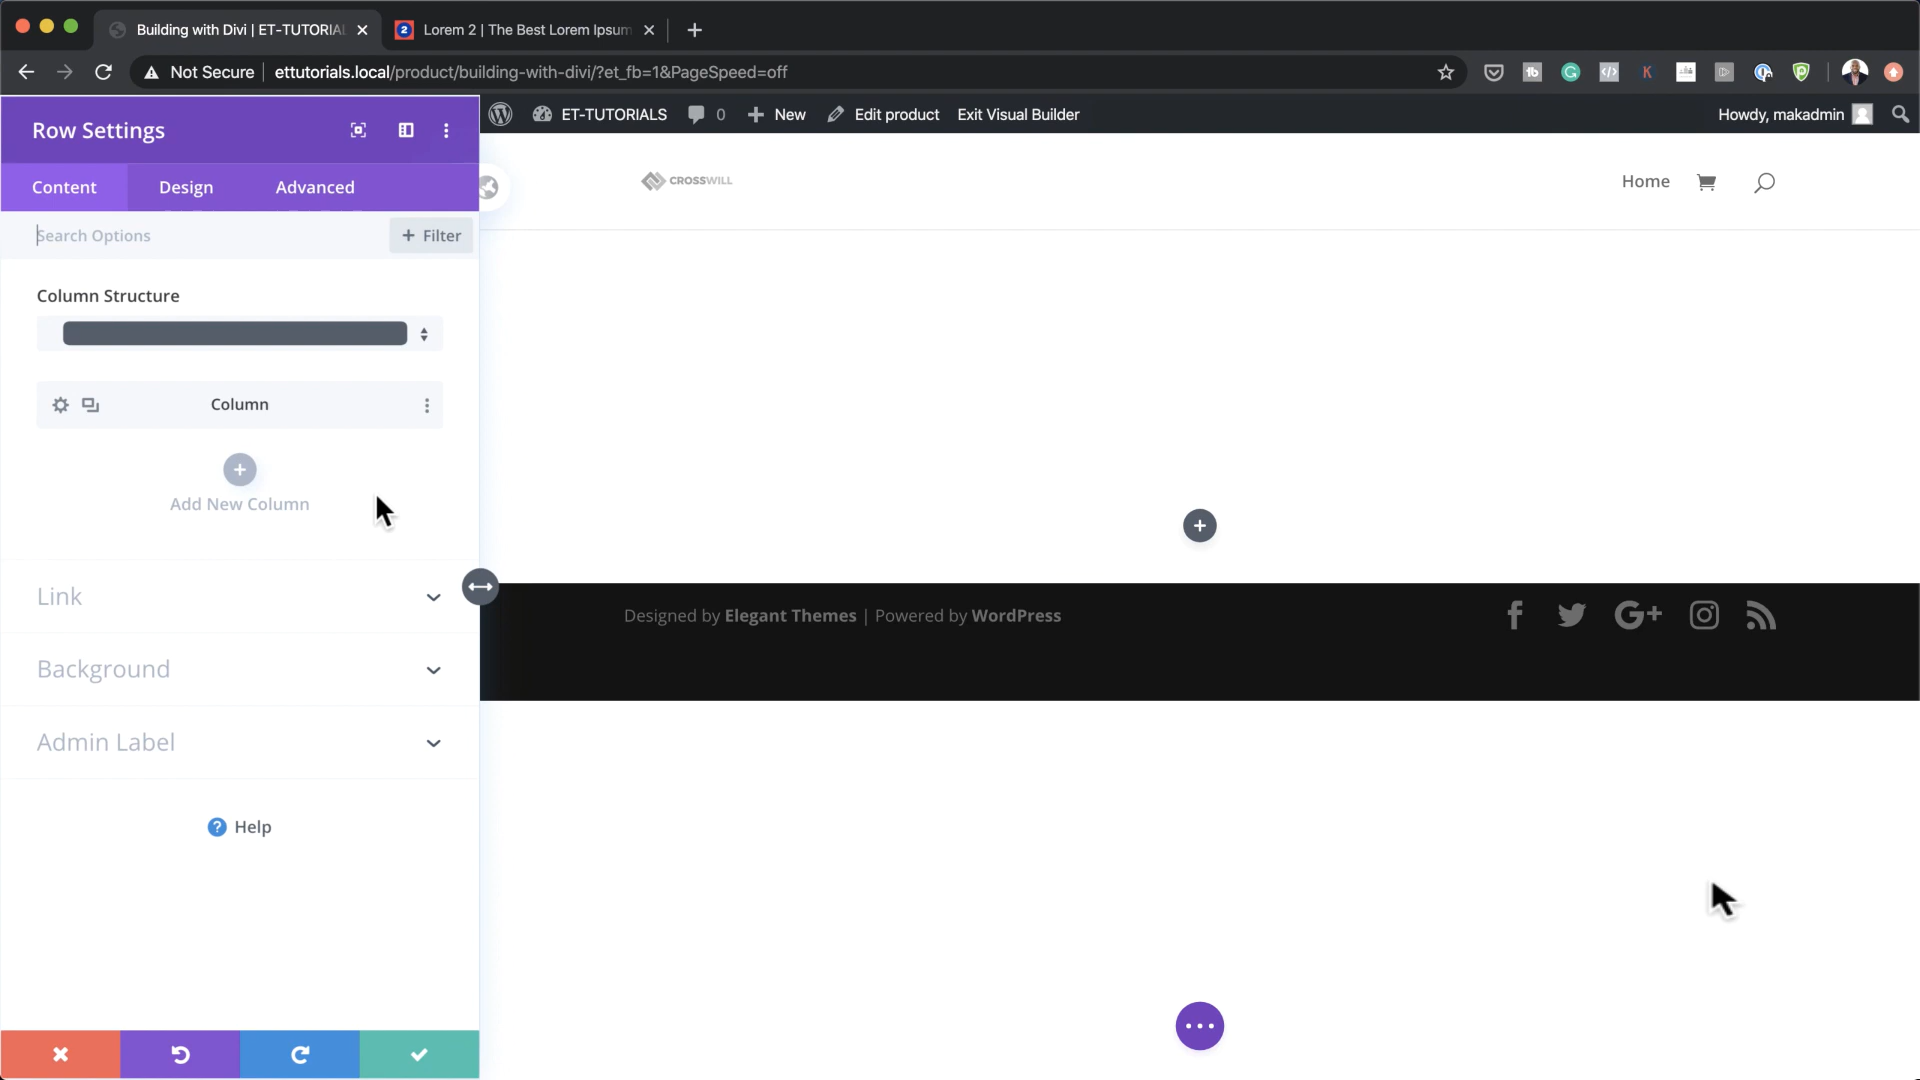 Building with Divi | ET-TUTORIA
2 Lorem 2 | The Best Lorem Ipsum
Not Secure ettutorials.local/product/building-with-divi/?et_fb=1&PageSpeed=off
Row Settings
ET-TUTORIALS 0 New Edit product Exit Visual Builder Howdy, makadmin
Content Design Advanced
CROSSWILL
Home
Search Options
+ Filter
Column Structure
Column
Add New Column
Link
Designed by Elegant Themes | Powered by WordPress
Background
Admin Label
? Help